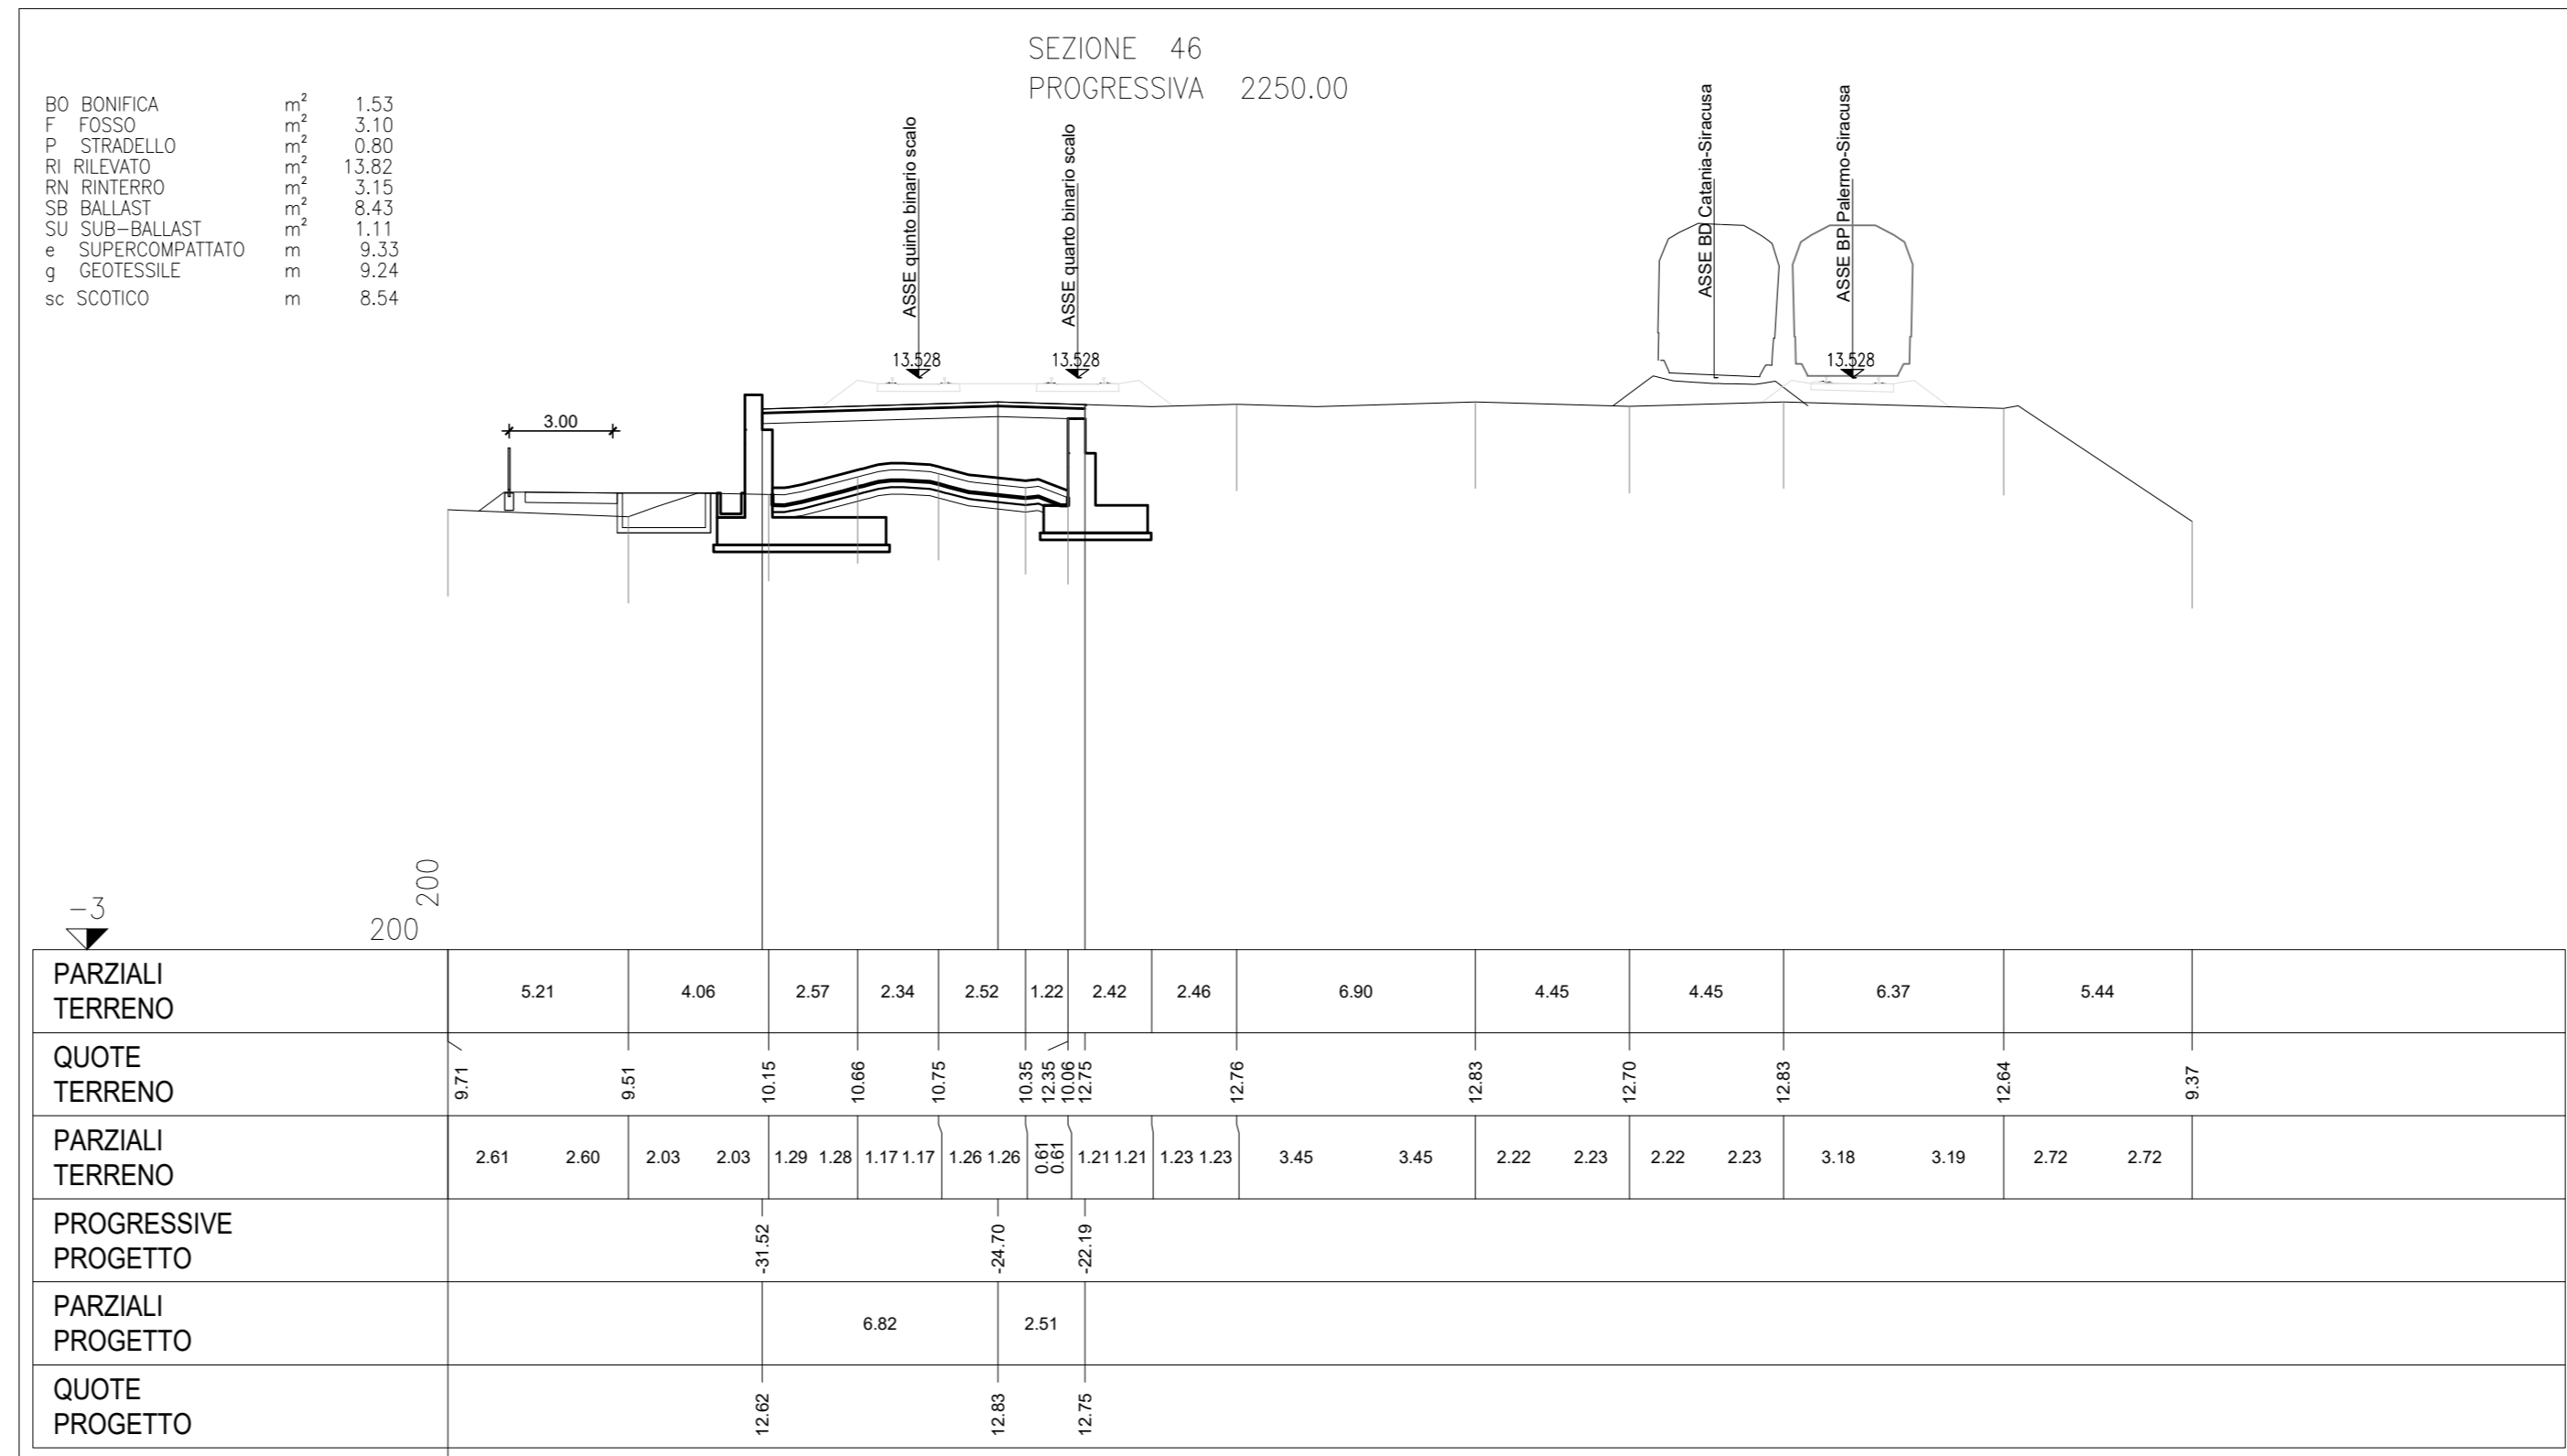 SEZIONE 46
PROGRESSIVA 2250.00
BO BONIFICA m² 1.53
F FOSSO m² 3.10
P STRADELLO m² 0.80
RI RILEVATO m² 13.82
RN RINTERRO m² 3.15
SB BALLAST m² 8.43
SU SUB-BALLAST m² 1.11
e SUPERCOMPATTATO m 9.33
g GEOTESSILE m 9.24
sc SCOTICO m 8.54
ASSE quinto binario scalo
ASSE quarto binario scalo
ASSE BD Catania-Siracusa
ASSE BP Palermo-Siracusa
13.528
13.528
13.528
3.00
200
-3
200
PARZIALI
TERRENO
5.21 4.06 2.57 2.34 2.52 1.22 2.42 2.46 6.90 4.45 4.45 6.37 5.44
QUOTE
TERRENO
9.71 9.51 10.15 10.66 10.75 10.35 12.35 10.06 12.75 12.76 12.83 12.70 12.83 12.64 9.37
PARZIALI
TERRENO
2.61 2.60 2.03 2.03 1.29 1.28 1.17 1.17 1.26 1.26 0.61 0.61 1.21 1.21 1.23 1.23 3.45 3.45 2.22 2.23 2.22 2.23 3.18 3.19 2.72 2.72
PROGRESSIVE
PROGETTO
-31.52 -24.70 -22.19
PARZIALI
PROGETTO
6.82 2.51
QUOTE
PROGETTO
12.62 12.83 12.75